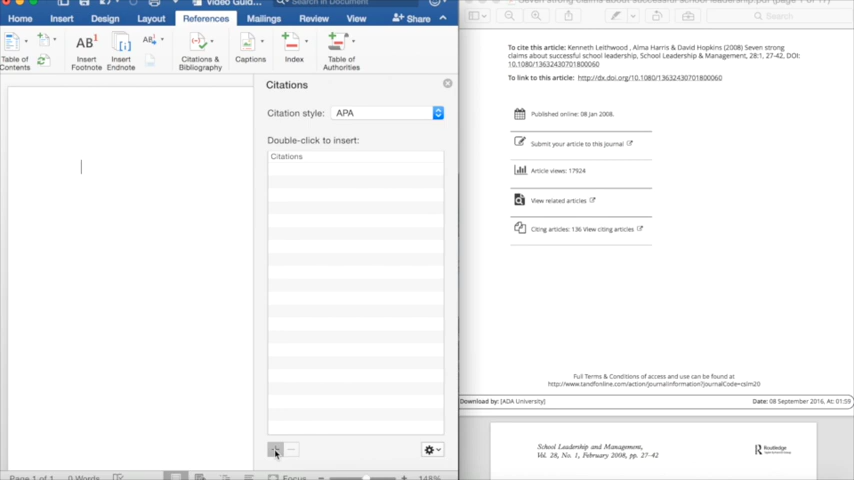 Video Guid...
Search in Document
Home Insert Design Layout References Mailings Review View Share
Table of Contents
Insert Footnote
AB1
Insert Endnote
Citations & Bibliography
Captions
Index
Table of Authorities
Citations
Citation style: APA
Double-click to insert:
Citations
Page 1 of 1 0 Words Focus 148%
Seven strong claims about successful school leadership.pdf (page 1 of 17)
Search
To cite this article: Kenneth Leithwood , Alma Harris & David Hopkins (2008) Seven strong
claims about successful school leadership, School Leadership & Management, 28:1, 27-42, DOI:
10.1080/13632430701800060
To link to this article: http://dx.doi.org/10.1080/13632430701800060
Published online: 08 Jan 2008.
Submit your article to this journal
Article views: 17924
View related articles
Citing articles: 136 View citing articles
Full Terms & Conditions of access and use can be found at
http://www.tandfonline.com/action/journalInformation?journalCode=cslm20
Download by: [ADA University] Date: 08 September 2016, At: 01:59
School Leadership and Management,
Vol. 28, No. 1, February 2008, pp. 27–42
Routledge